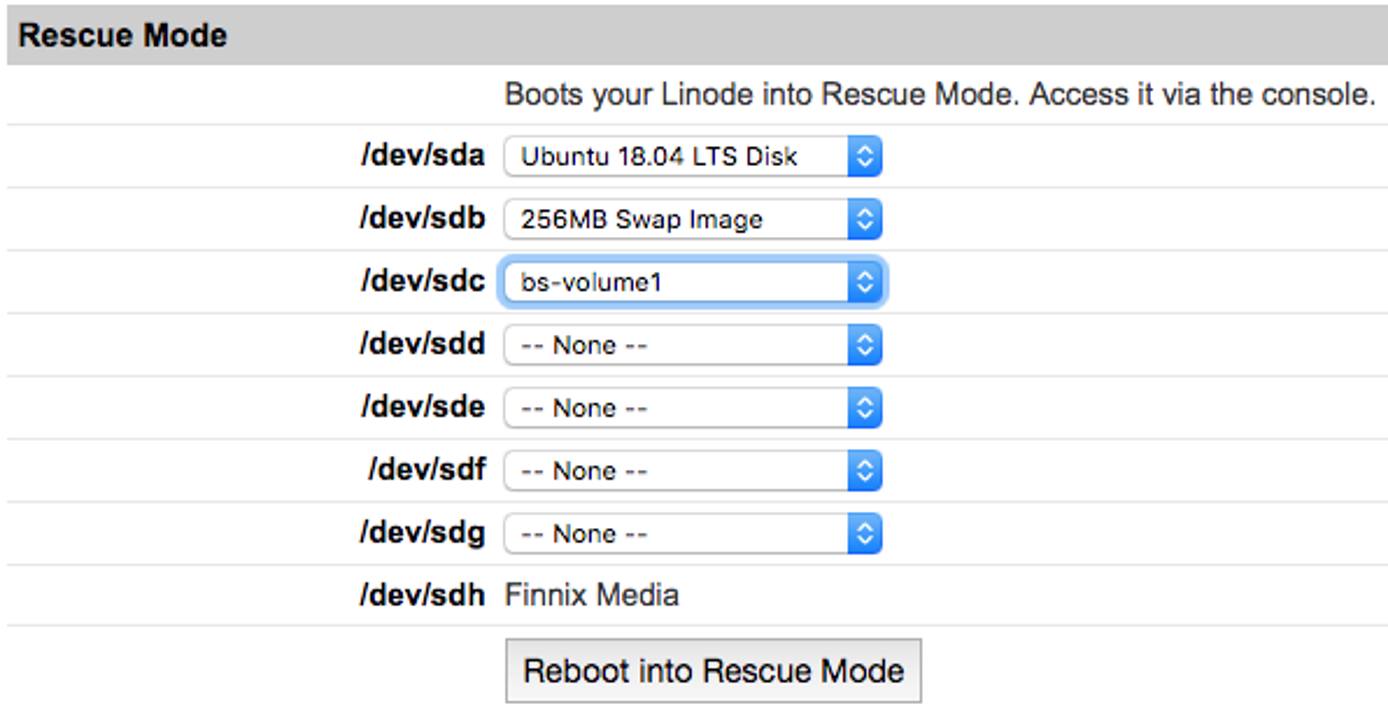 Rescue Mode
Boots your Linode into Rescue Mode. Access it via the console.
/dev/sda Ubuntu 18.04 LTS Disk
/dev/sdb 256MB Swap Image
/dev/sdc bs-volume1
/dev/sdd -- None --
/dev/sde -- None --
/dev/sdf -- None --
/dev/sdg -- None --
/dev/sdh Finnix Media
Reboot into Rescue Mode